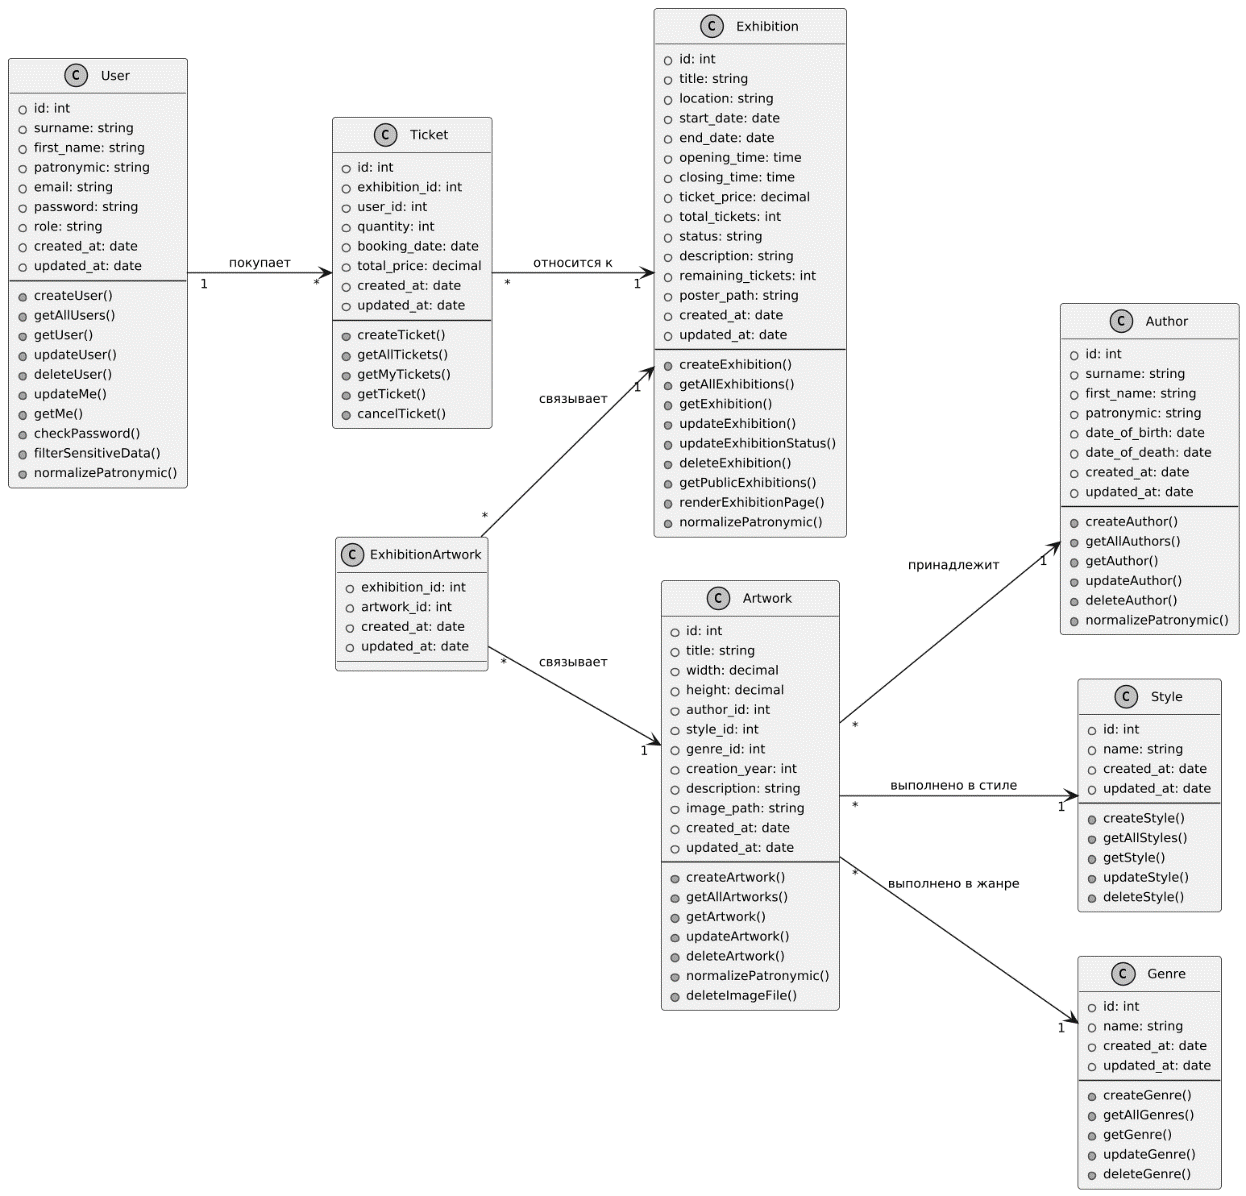 C User
id: int
surname: string
first_name: string
patronymic: string
email: string
password: string
role: string
created_at: date
updated_at: date
createUser()
getAllUsers()
getUser()
updateUser()
deleteUser()
updateMe()
getMe()
checkPassword()
filterSensitiveData()
normalizePatronymic()
покупает
1
*
C Ticket
id: int
exhibition_id: int
user_id: int
quantity: int
booking_date: date
total_price: decimal
created_at: date
updated_at: date
createTicket()
getAllTickets()
getMyTickets()
getTicket()
cancelTicket()
относится к
*
1
C Exhibition
id: int
title: string
location: string
start_date: date
end_date: date
opening_time: time
closing_time: time
ticket_price: decimal
total_tickets: int
status: string
description: string
remaining_tickets: int
poster_path: string
created_at: date
updated_at: date
createExhibition()
getAllExhibitions()
getExhibition()
updateExhibition()
updateExhibitionStatus()
deleteExhibition()
getPublicExhibitions()
renderExhibitionPage()
normalizePatronymic()
связывает
1
*
C ExhibitionArtwork
exhibition_id: int
artwork_id: int
created_at: date
updated_at: date
связывает
*
1
C Artwork
id: int
title: string
width: decimal
height: decimal
author_id: int
style_id: int
genre_id: int
creation_year: int
description: string
image_path: string
created_at: date
updated_at: date
createArtwork()
getAllArtworks()
getArtwork()
updateArtwork()
deleteArtwork()
normalizePatronymic()
deleteImageFile()
принадлежит
1
*
выполнено в стиле
*
1
выполнено в жанре
*
1
C Author
id: int
surname: string
first_name: string
patronymic: string
date_of_birth: date
date_of_death: date
created_at: date
updated_at: date
createAuthor()
getAllAuthors()
getAuthor()
updateAuthor()
deleteAuthor()
normalizePatronymic()
C Style
id: int
name: string
created_at: date
updated_at: date
createStyle()
getAllStyles()
getStyle()
updateStyle()
deleteStyle()
C Genre
id: int
name: string
created_at: date
updated_at: date
createGenre()
getAllGenres()
getGenre()
updateGenre()
deleteGenre()